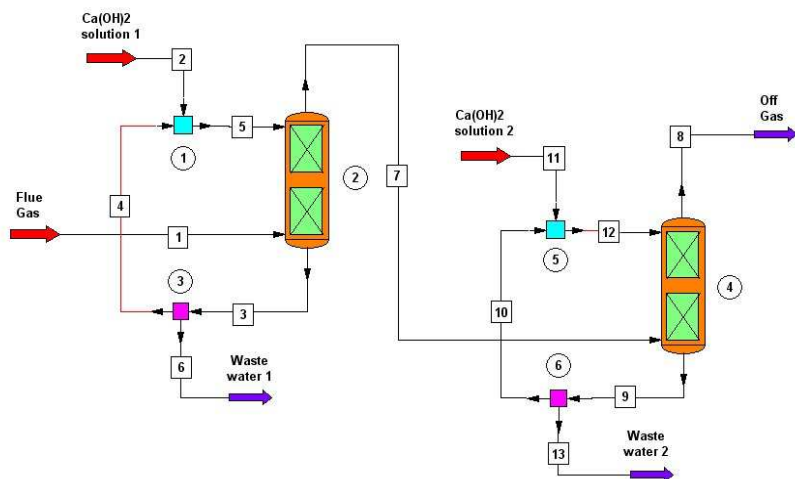 Ca(OH)2
solution 1
2
5
1
2
4
Flue
Gas
1
3
3
6
Waste
water 1
7
Ca(OH)2
solution 2
11
12
5
10
8
Off
Gas
4
6
9
13
Waste
water 2